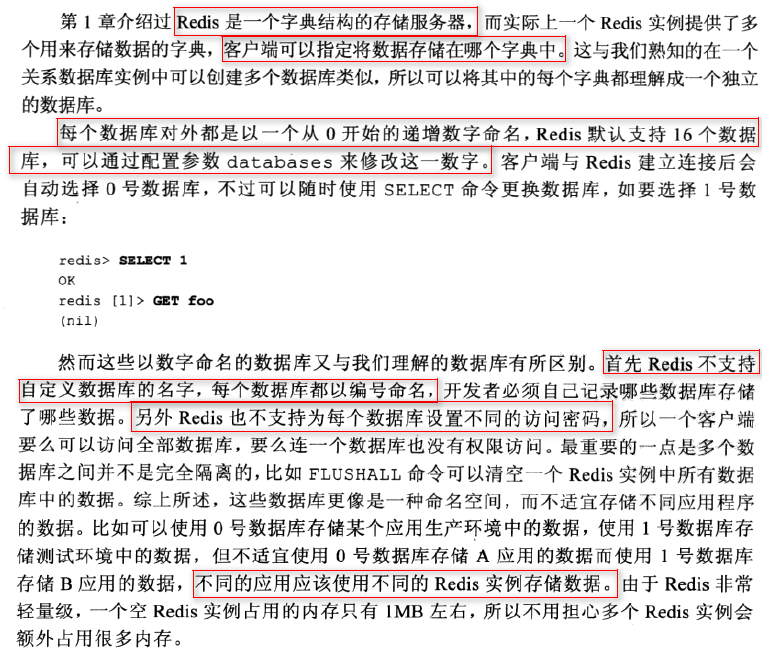 第 1 章介绍过 Redis 是一个字典结构的存储服务器，而实际上一个 Redis 实例提供了多
个用来存储数据的字典，客户端可以指定将数据存储在哪个字典中。这与我们熟知的在一个
关系数据库实例中可以创建多个数据库类似，所以可以将其中的每个字典都理解成一个独立
的数据库。
每个数据库对外都是以一个从 0 开始的递增数字命名，Redis 默认支持 16 个数据
库，可以通过配置参数 databases 来修改这一数字。客户端与 Redis 建立连接后会
自动选择 0 号数据库，不过可以随时使用 SELECT 命令更换数据库，如要选择 1 号数
据库：
redis> SELECT 1
OK
redis [1]> GET foo
(nil)
然而这些以数字命名的数据库又与我们理解的数据库有所区别。首先 Redis 不支持
自定义数据库的名字，每个数据库都以编号命名，开发者必须自己记录哪些数据库存储
了哪些数据。另外 Redis 也不支持为每个数据库设置不同的访问密码，所以一个客户端
要么可以访问全部数据库，要么连一个数据库也没有权限访问。最重要的一点是多个数
据库之间并不是完全隔离的，比如 FLUSHALL 命令可以清空一个 Redis 实例中所有数据
库中的数据。综上所述，这些数据库更像是一种命名空间，而不适宜存储不同应用程序
的数据。比如可以使用 0 号数据库存储某个应用生产环境中的数据，使用 1 号数据库存
储测试环境中的数据，但不适宜使用 0 号数据库存储 A 应用的数据而使用 1 号数据库
存储 B 应用的数据，不同的应用应该使用不同的 Redis 实例存储数据。由于 Redis 非常
轻量级，一个空 Redis 实例占用的内存只有 1MB 左右，所以不用担心多个 Redis 实例会
额外占用很多内存。